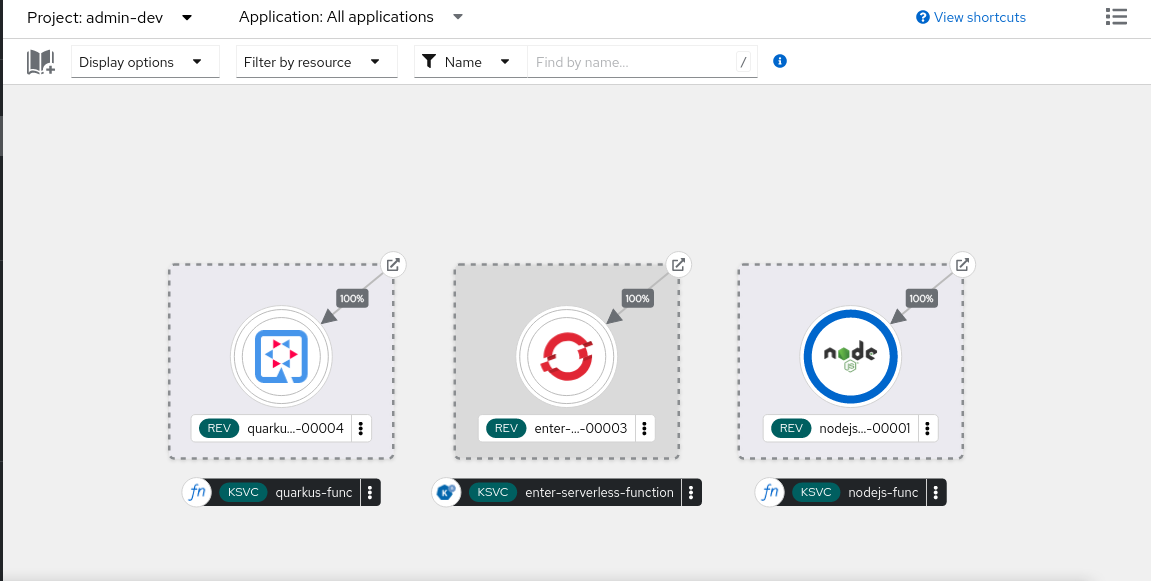 Project: admin-dev
Application: All applications
View shortcuts
Display options
Filter by resource
Name
Find by name...
/
100%
100%
100%
node
JS
REV quarku...-00004
REV enter-...-00003
REV nodejs...-00001
fn KSVC quarkus-func
K KSVC enter-serverless-function
fn KSVC nodejs-func